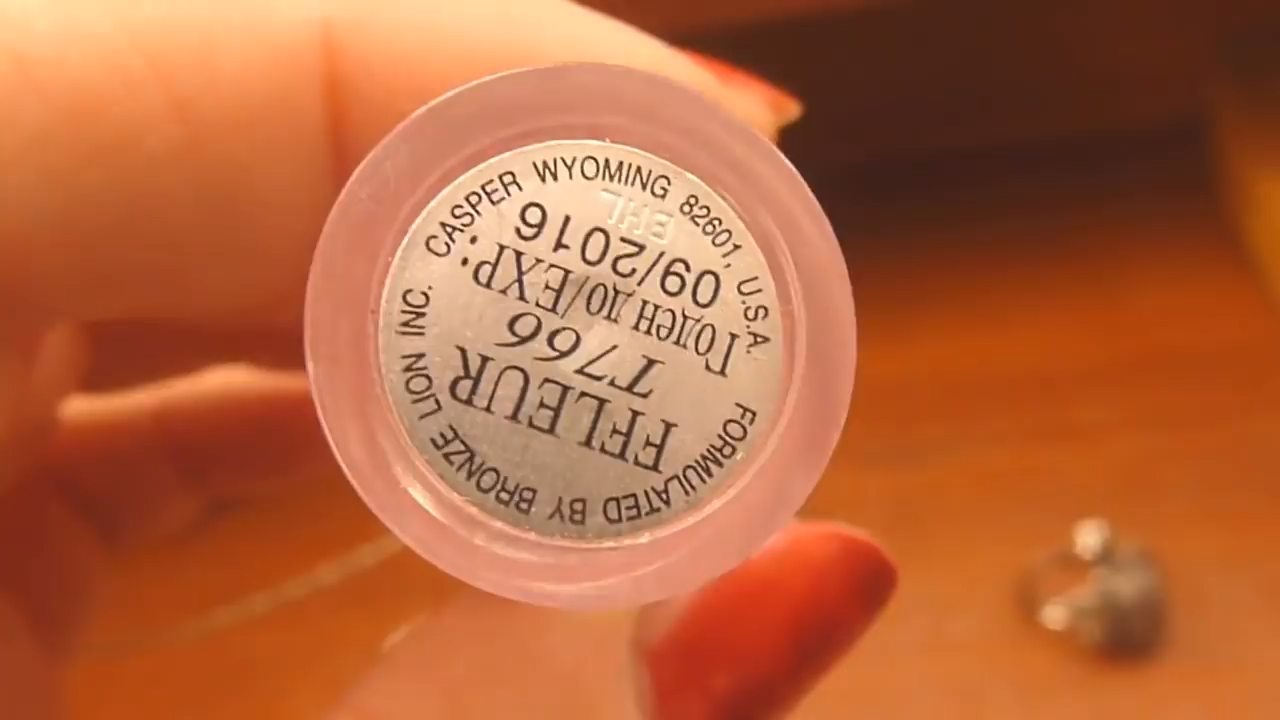 FORMULATED BY BRONZE LION INC. CASPER WYOMING 82601, U.S.A.
FFLEUR
T766
Годен до/EXP:
09/2016